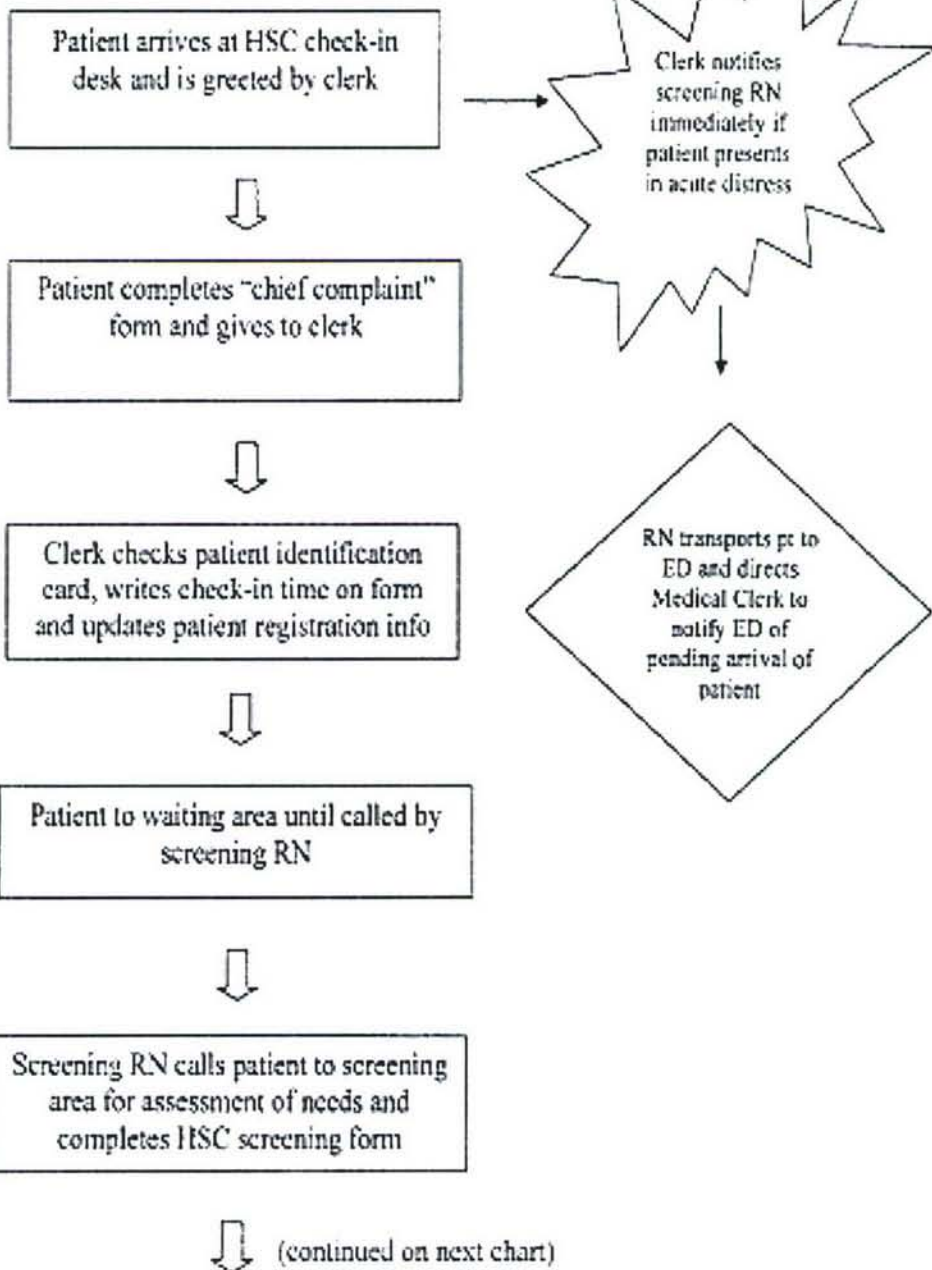 Patient arrives at HSC check-in
desk and is greeted by clerk
Clerk notifies
screening RN
immediately if
patient presents
in acute distress
Patient completes "chief complaint"
form and gives to clerk
RN transports pt to
ED and directs
Medical Clerk to
notify ED of
pending arrival of
patient
Clerk checks patient identification
card, writes check-in time on form
and updates patient registration info
Patient to waiting area until called by
screening RN
Screening RN calls patient to screening
area for assessment of needs and
completes HSC screening form
(continued on next chart)